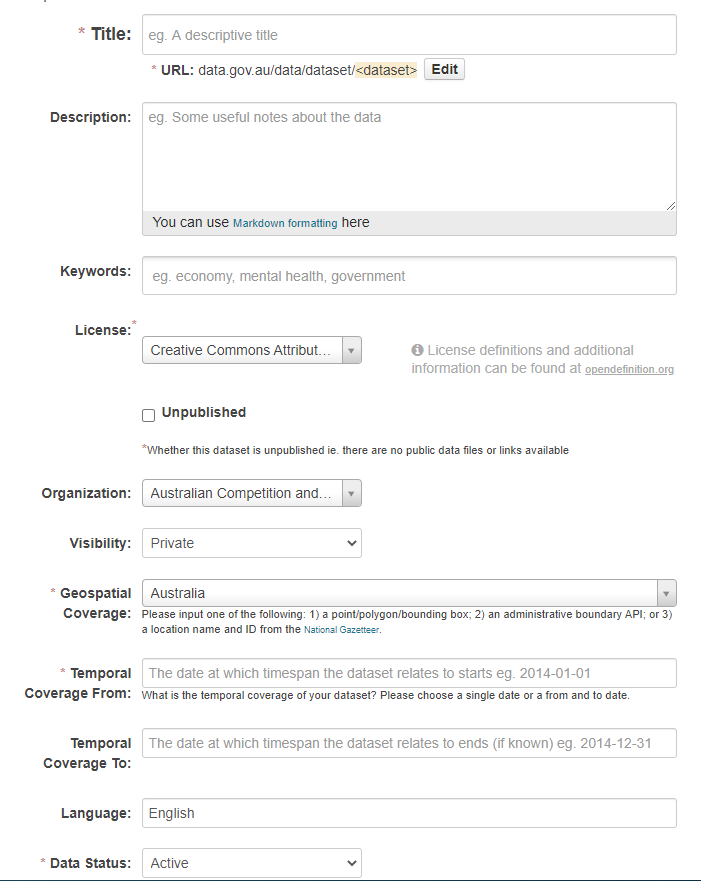 * Title: eg. A descriptive title
* URL: data.gov.au/data/dataset/<dataset> Edit
Description: eg. Some useful notes about the data
You can use Markdown formatting here
Keywords: eg. economy, mental health, government
License:*
Creative Commons Attribut...
License definitions and additional
information can be found at opendefinition.org
Unpublished
*Whether this dataset is unpublished ie. there are no public data files or links available
Organization: Australian Competition and...
Visibility: Private
* Geospatial
Coverage:
Australia
Please input one of the following: 1) a point/polygon/bounding box; 2) an administrative boundary API; or 3)
a location name and ID from the National Gazetteer.
* Temporal
Coverage From:
The date at which timespan the dataset relates to starts eg. 2014-01-01
What is the temporal coverage of your dataset? Please choose a single date or a from and to date.
Temporal
Coverage To:
The date at which timespan the dataset relates to ends (if known) eg. 2014-12-31
Language: English
* Data Status: Active